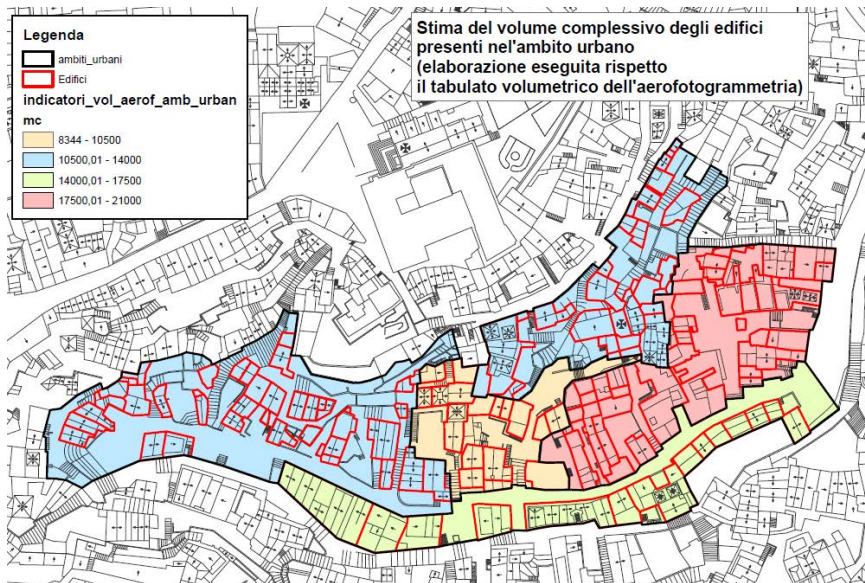 Legenda
ambiti_urbani
Edifici
indicatori_vol_aerof_amb_urban
mc
8344 - 10500
10500,01 - 14000
14000,01 - 17500
17500,01 - 21000
Stima del volume complessivo degli edifici
presenti nel'ambito urbano
(elaborazione eseguita rispetto
il tabulato volumetrico dell'aerofotogrammetria)